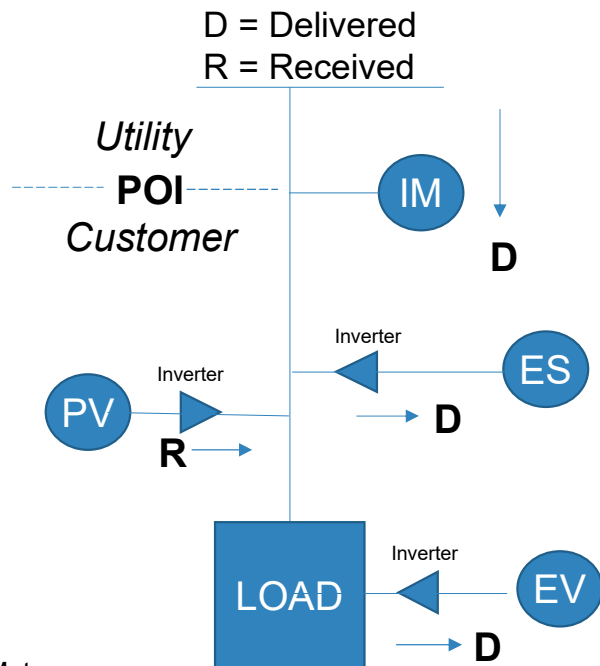 D = Delivered
R = Received
Utility
POI
Customer
IM
D
Inverter
ES
D
Inverter
PV
R
LOAD
Inverter
EV
D